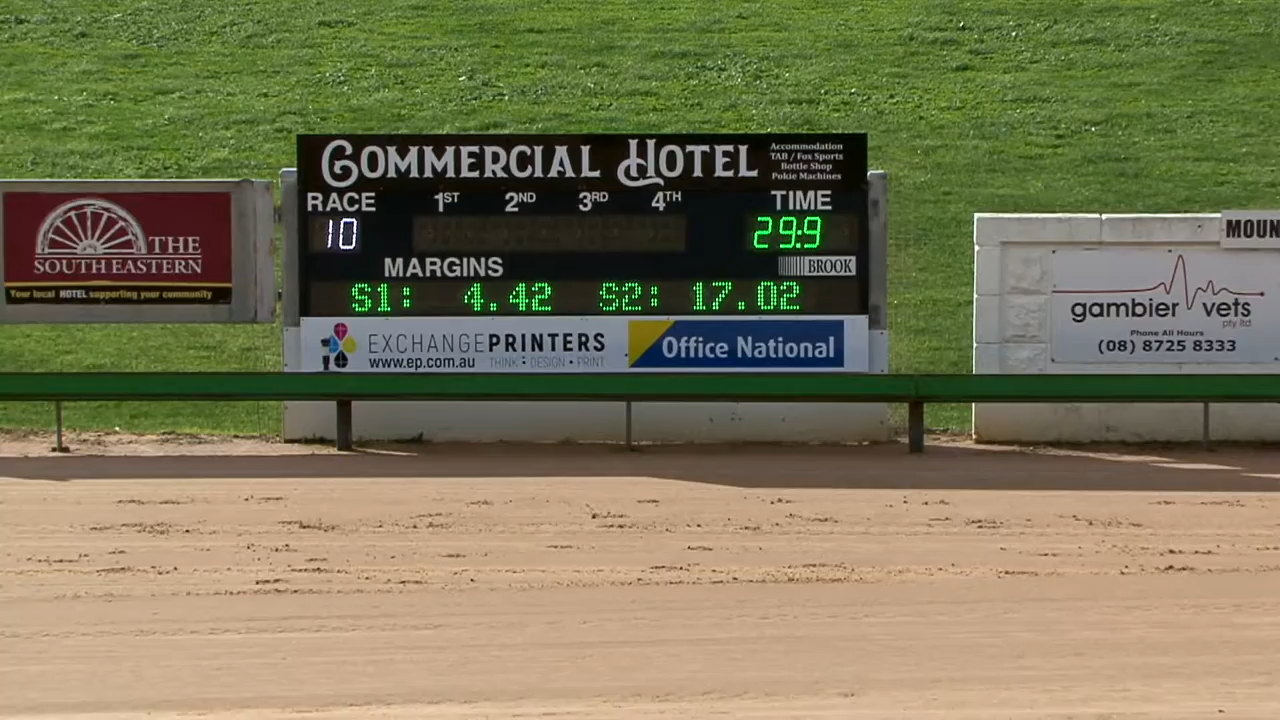 COMMERCIAL HOTEL
Accommodation
TAB / Fox Sports
Bottle Shop
Pokie Machines
RACE 1ST 2ND 3RD 4TH TIME
10 29.9
MARGINS BROOK
S1: 4.42 S2: 17.02
EXCHANGEPRINTERS
www.ep.com.au THINK : DESIGN • PRINT
Office National
THE
SOUTH EASTERN
Your local HOTEL supporting your community
MOUN
gambier vets
pty ltd
Phone All Hours
(08) 8725 8333